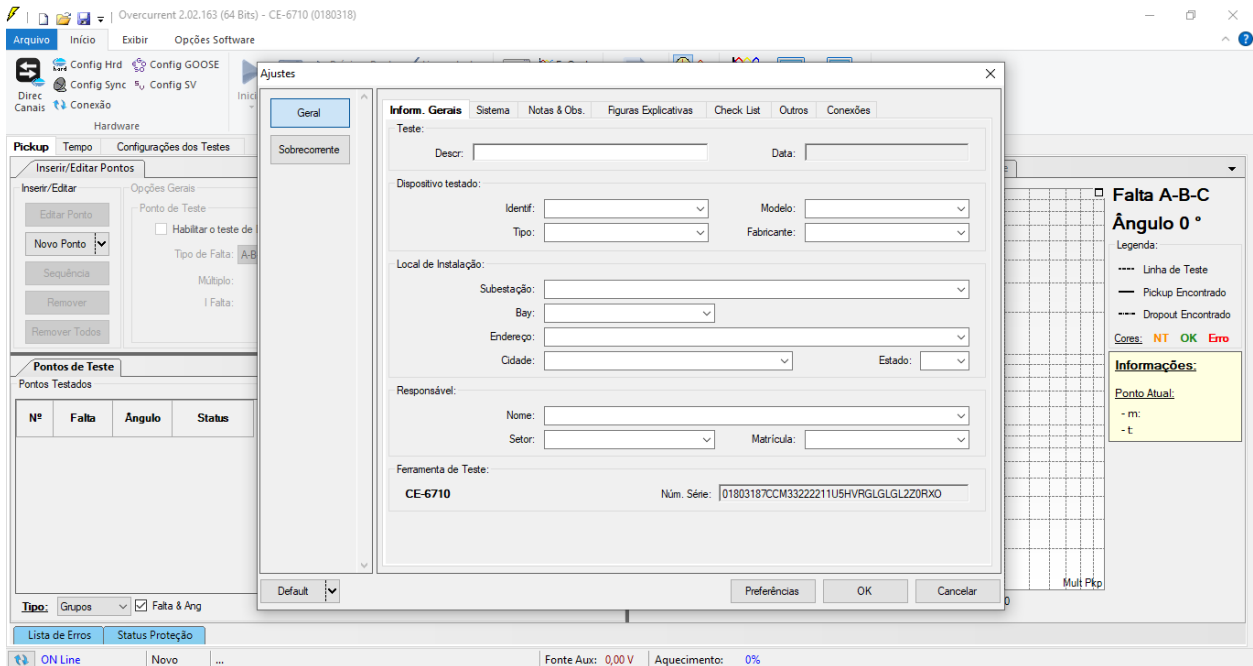 Overcurrent 2.02.163 (64 Bits) - CE-6710 (0180318)
Arquivo Início Exibir Opções Software
Config Hrd Config GOOSE
Config Sync Config SV
Direc Canais Conexão
Hardware
Pickup Tempo Configurações dos Testes
Inserir/Editar Pontos
Inserir/Editar Opções Gerais
Editar Ponto Ponto de Teste
Habilitar o teste de
Novo Ponto Tipo de Falta: A-B
Sequência Múltiplo:
Remover I Falta:
Remover Todos
Pontos de Teste
Pontos Testados
Nº Falta Ângulo Status
Tipo: Grupos Falta & Ang
Lista de Erros Status Proteção
Ajustes
Geral
Sobrecorrente
Inform. Gerais Sistema Notas & Obs. Figuras Explicativas Check List Outros Conexões
Teste:
Descr: Data:
Dispositivo testado:
Identif: Modelo:
Tipo: Fabricante:
Local de Instalação:
Subestação:
Bay:
Endereço:
Cidade: Estado:
Responsável:
Nome:
Setor: Matrícula:
Ferramenta de Teste:
CE-6710 Núm. Série: 01803187CCM33222211U5HVRGLGLGL2Z0RXO
Default Preferências OK Cancelar
Falta A-B-C
Ângulo 0 °
Legenda:
Linha de Teste
Pickup Encontrado
Dropout Encontrado
Cores: NT OK Erro
Informações:
Ponto Atual:
- m:
- t:
Mult Pkp
0
ON Line Novo ... Fonte Aux: 0,00 V Aquecimento: 0%